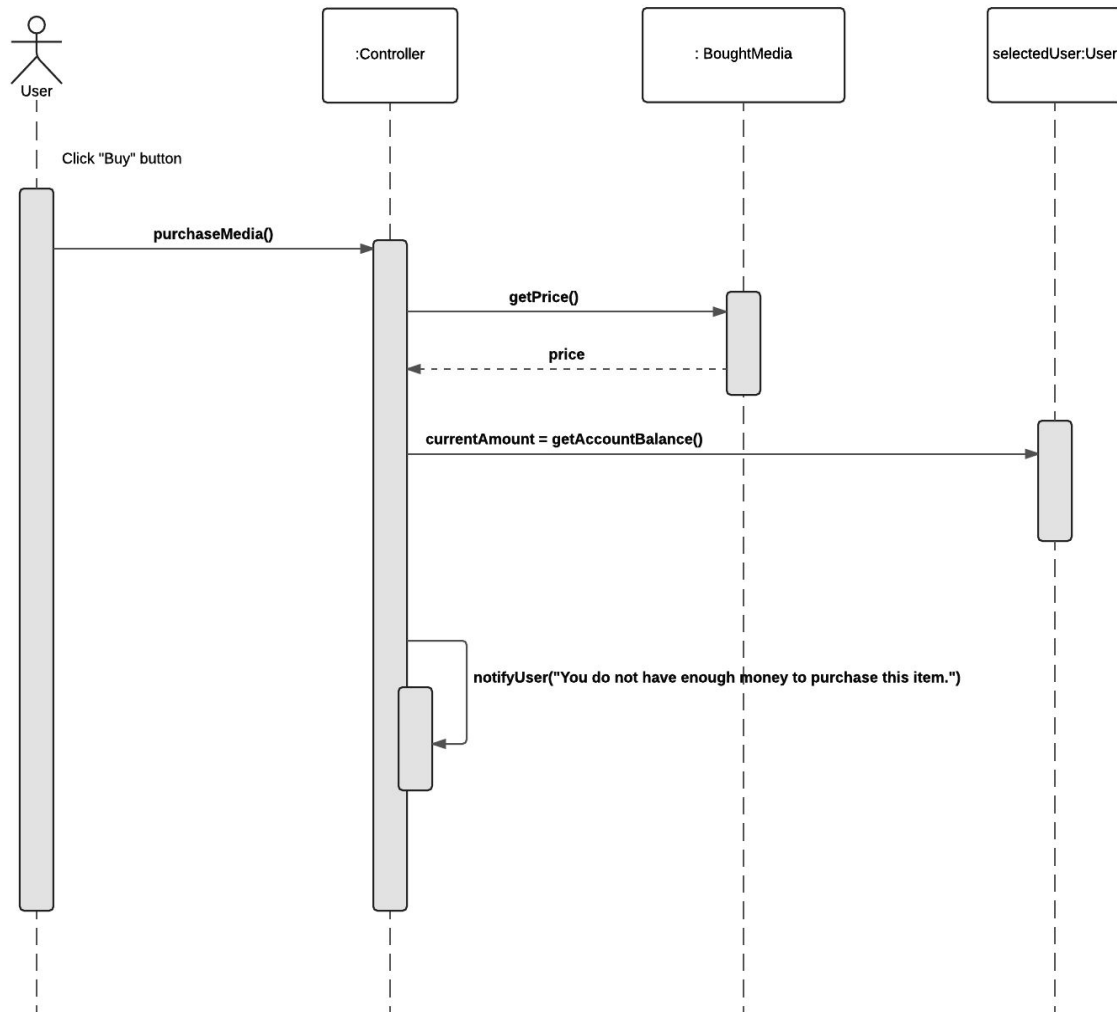 :Controller
: BoughtMedia
selectedUser:User
User
Click "Buy" button
purchaseMedia()
getPrice()
price
currentAmount = getAccountBalance()
notifyUser("You do not have enough money to purchase this item.")